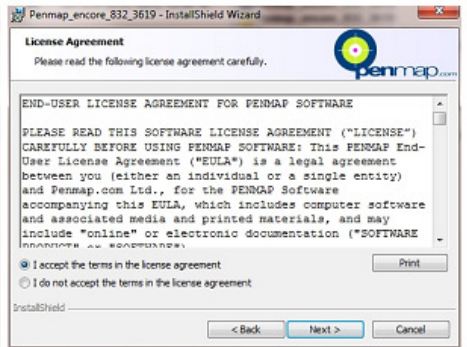 Penmap_encore_832_3619 - InstallShield Wizard
License Agreement
Please read the following license agreement carefully.
penmap.com
END-USER LICENSE AGREEMENT FOR PENMAP SOFTWARE
PLEASE READ THIS SOFTWARE LICENSE AGREEMENT ("LICENSE")
CAREFULLY BEFORE USING PENMAP SOFTWARE: This PENMAP End-
User License Agreement ("EULA") is a legal agreement
between you (either an individual or a single entity)
and Penmap.com Ltd., for the PENMAP Software
accompanying this EULA, which includes computer software
and associated media and printed materials, and may
include "online" or electronic documentation ("SOFTWARE
PRODUCT" or "SOFTWARE")
I accept the terms in the license agreement
Print
I do not accept the terms in the license agreement
InstallShield
< Back
Next >
Cancel